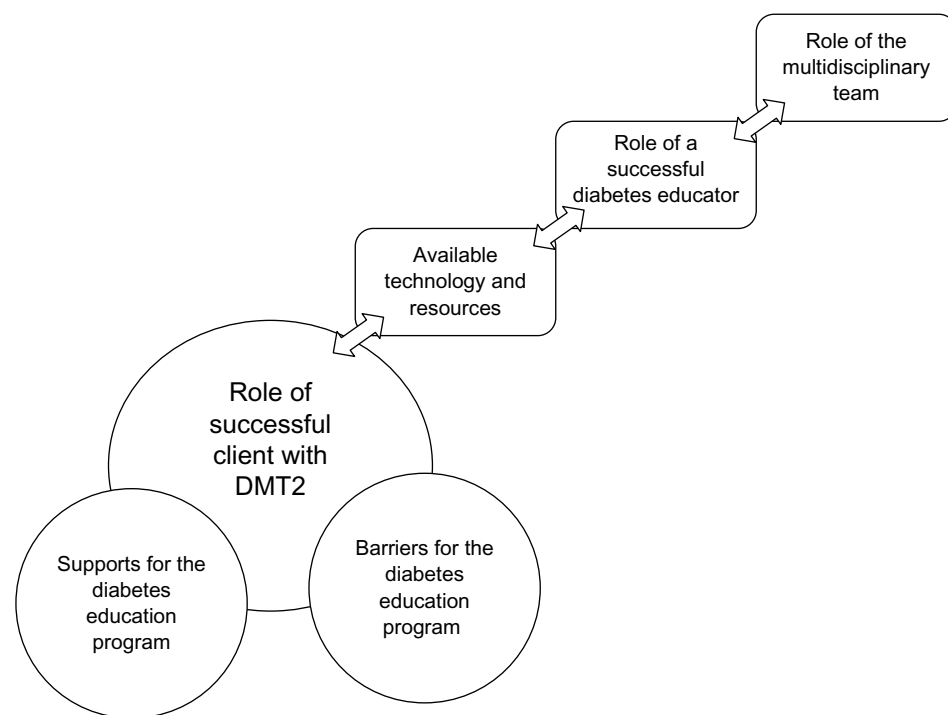 Role of the
multidisciplinary
team
Role of a
successful
diabetes educator
Available
technology and
resources
Role of
successful
client with
DMT2
Supports for the
diabetes
education
program
Barriers for the
diabetes
education
program